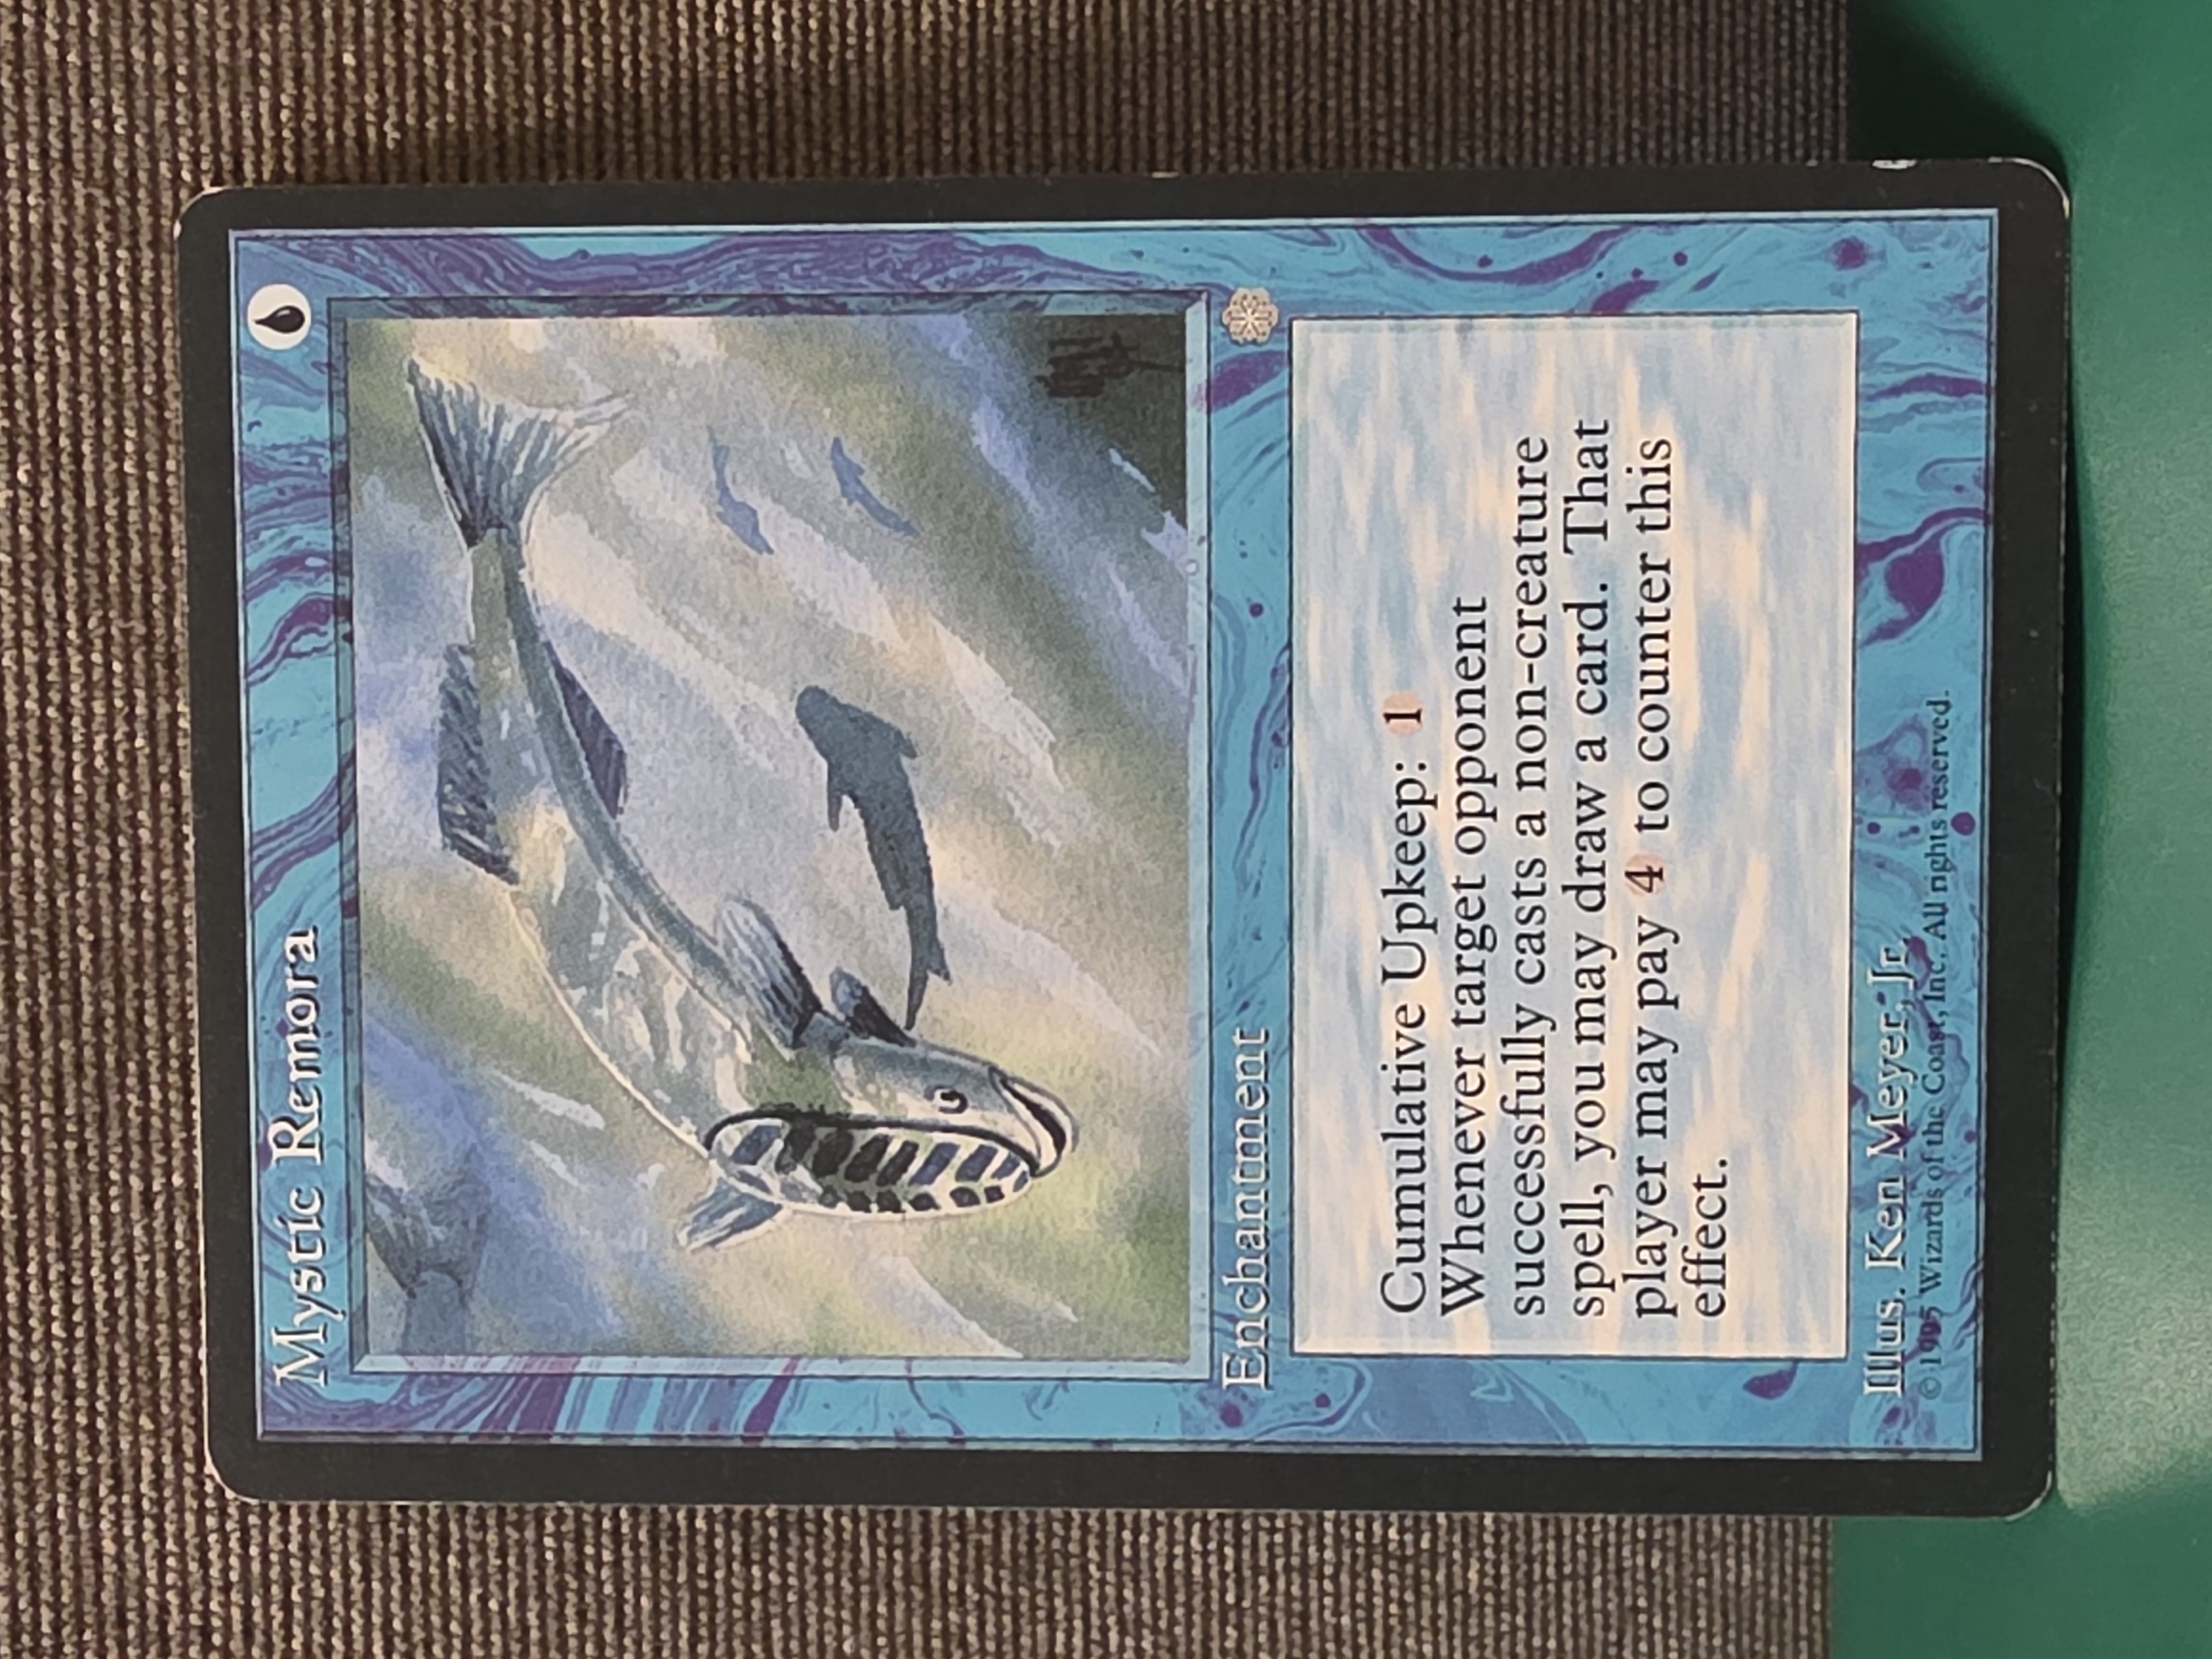 Mystic Remora
Enchantment
Cumulative Upkeep: 1
Whenever target opponent
successfully casts a non-creature
spell, you may draw a card. That
player may pay 4 to counter this
effect.
Illus. Ken Meyer, Jr.
© 1995 Wizards of the Coast, Inc. All rights reserved.